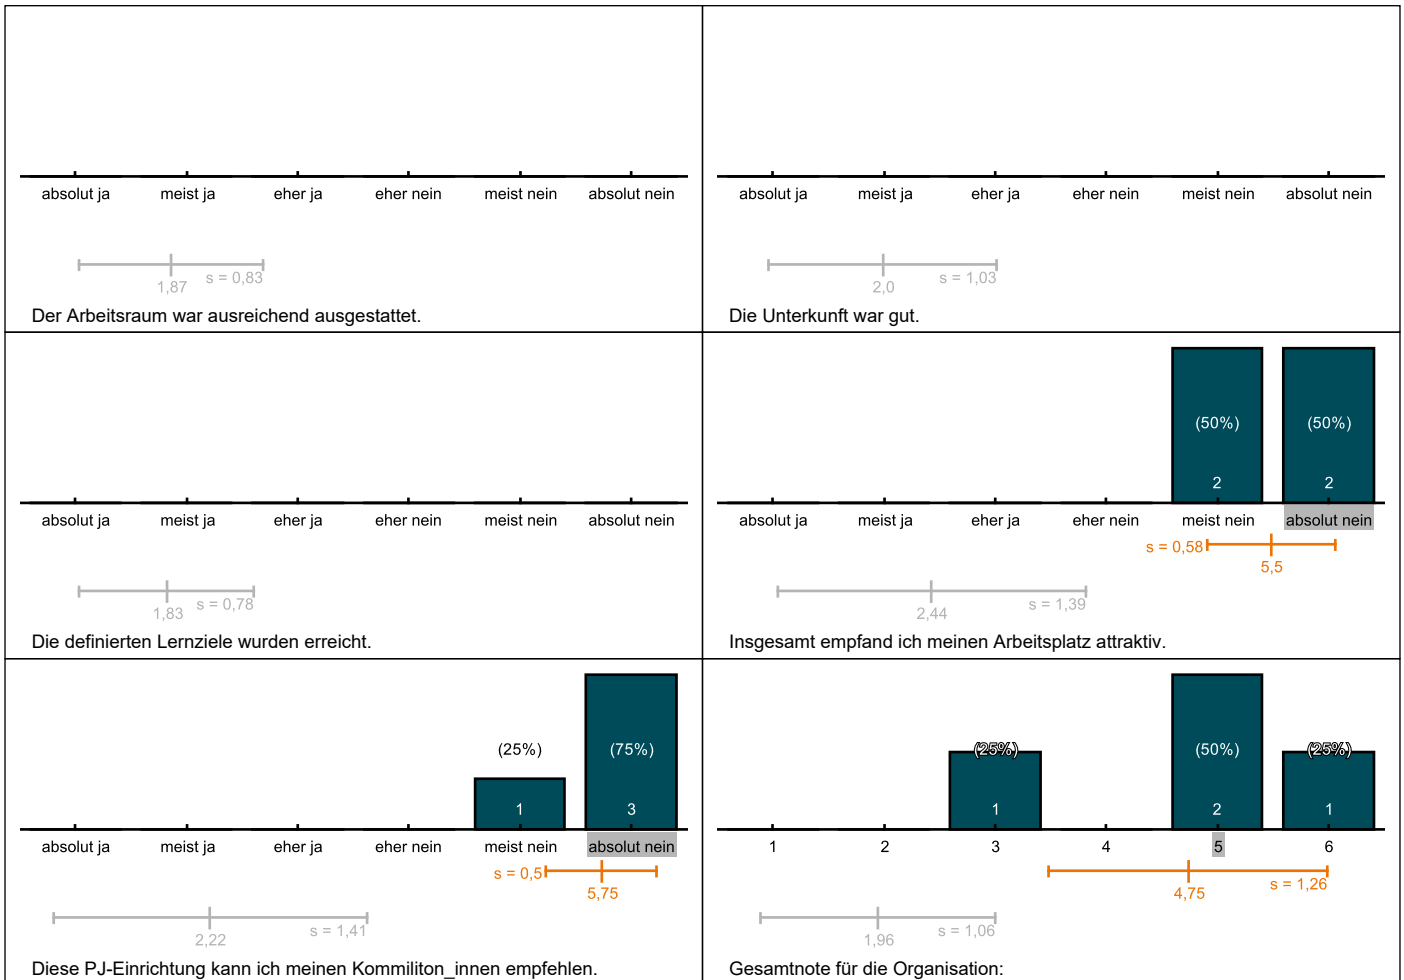 absolut ja meist ja eher ja eher nein meist nein absolut nein
1,87 s = 0,83
Der Arbeitsraum war ausreichend ausgestattet.
absolut ja meist ja eher ja eher nein meist nein absolut nein
2,0 s = 1,03
Die Unterkunft war gut.
absolut ja meist ja eher ja eher nein meist nein absolut nein
1,83 s = 0,78
Die definierten Lernziele wurden erreicht.
(50%) (50%)
2 2
absolut ja meist ja eher ja eher nein meist nein absolut nein
s = 0,58
5,5
2,44 s = 1,39
Insgesamt empfand ich meinen Arbeitsplatz attraktiv.
(25%) (75%)
1 3
absolut ja meist ja eher ja eher nein meist nein absolut nein
s = 0,5
5,75
2,22 s = 1,41
Diese PJ-Einrichtung kann ich meinen Kommiliton_innen empfehlen.
(25%) (50%) (25%)
1 2 1
1 2 3 4 5 6
4,75 s = 1,26
1,96 s = 1,06
Gesamtnote für die Organisation: